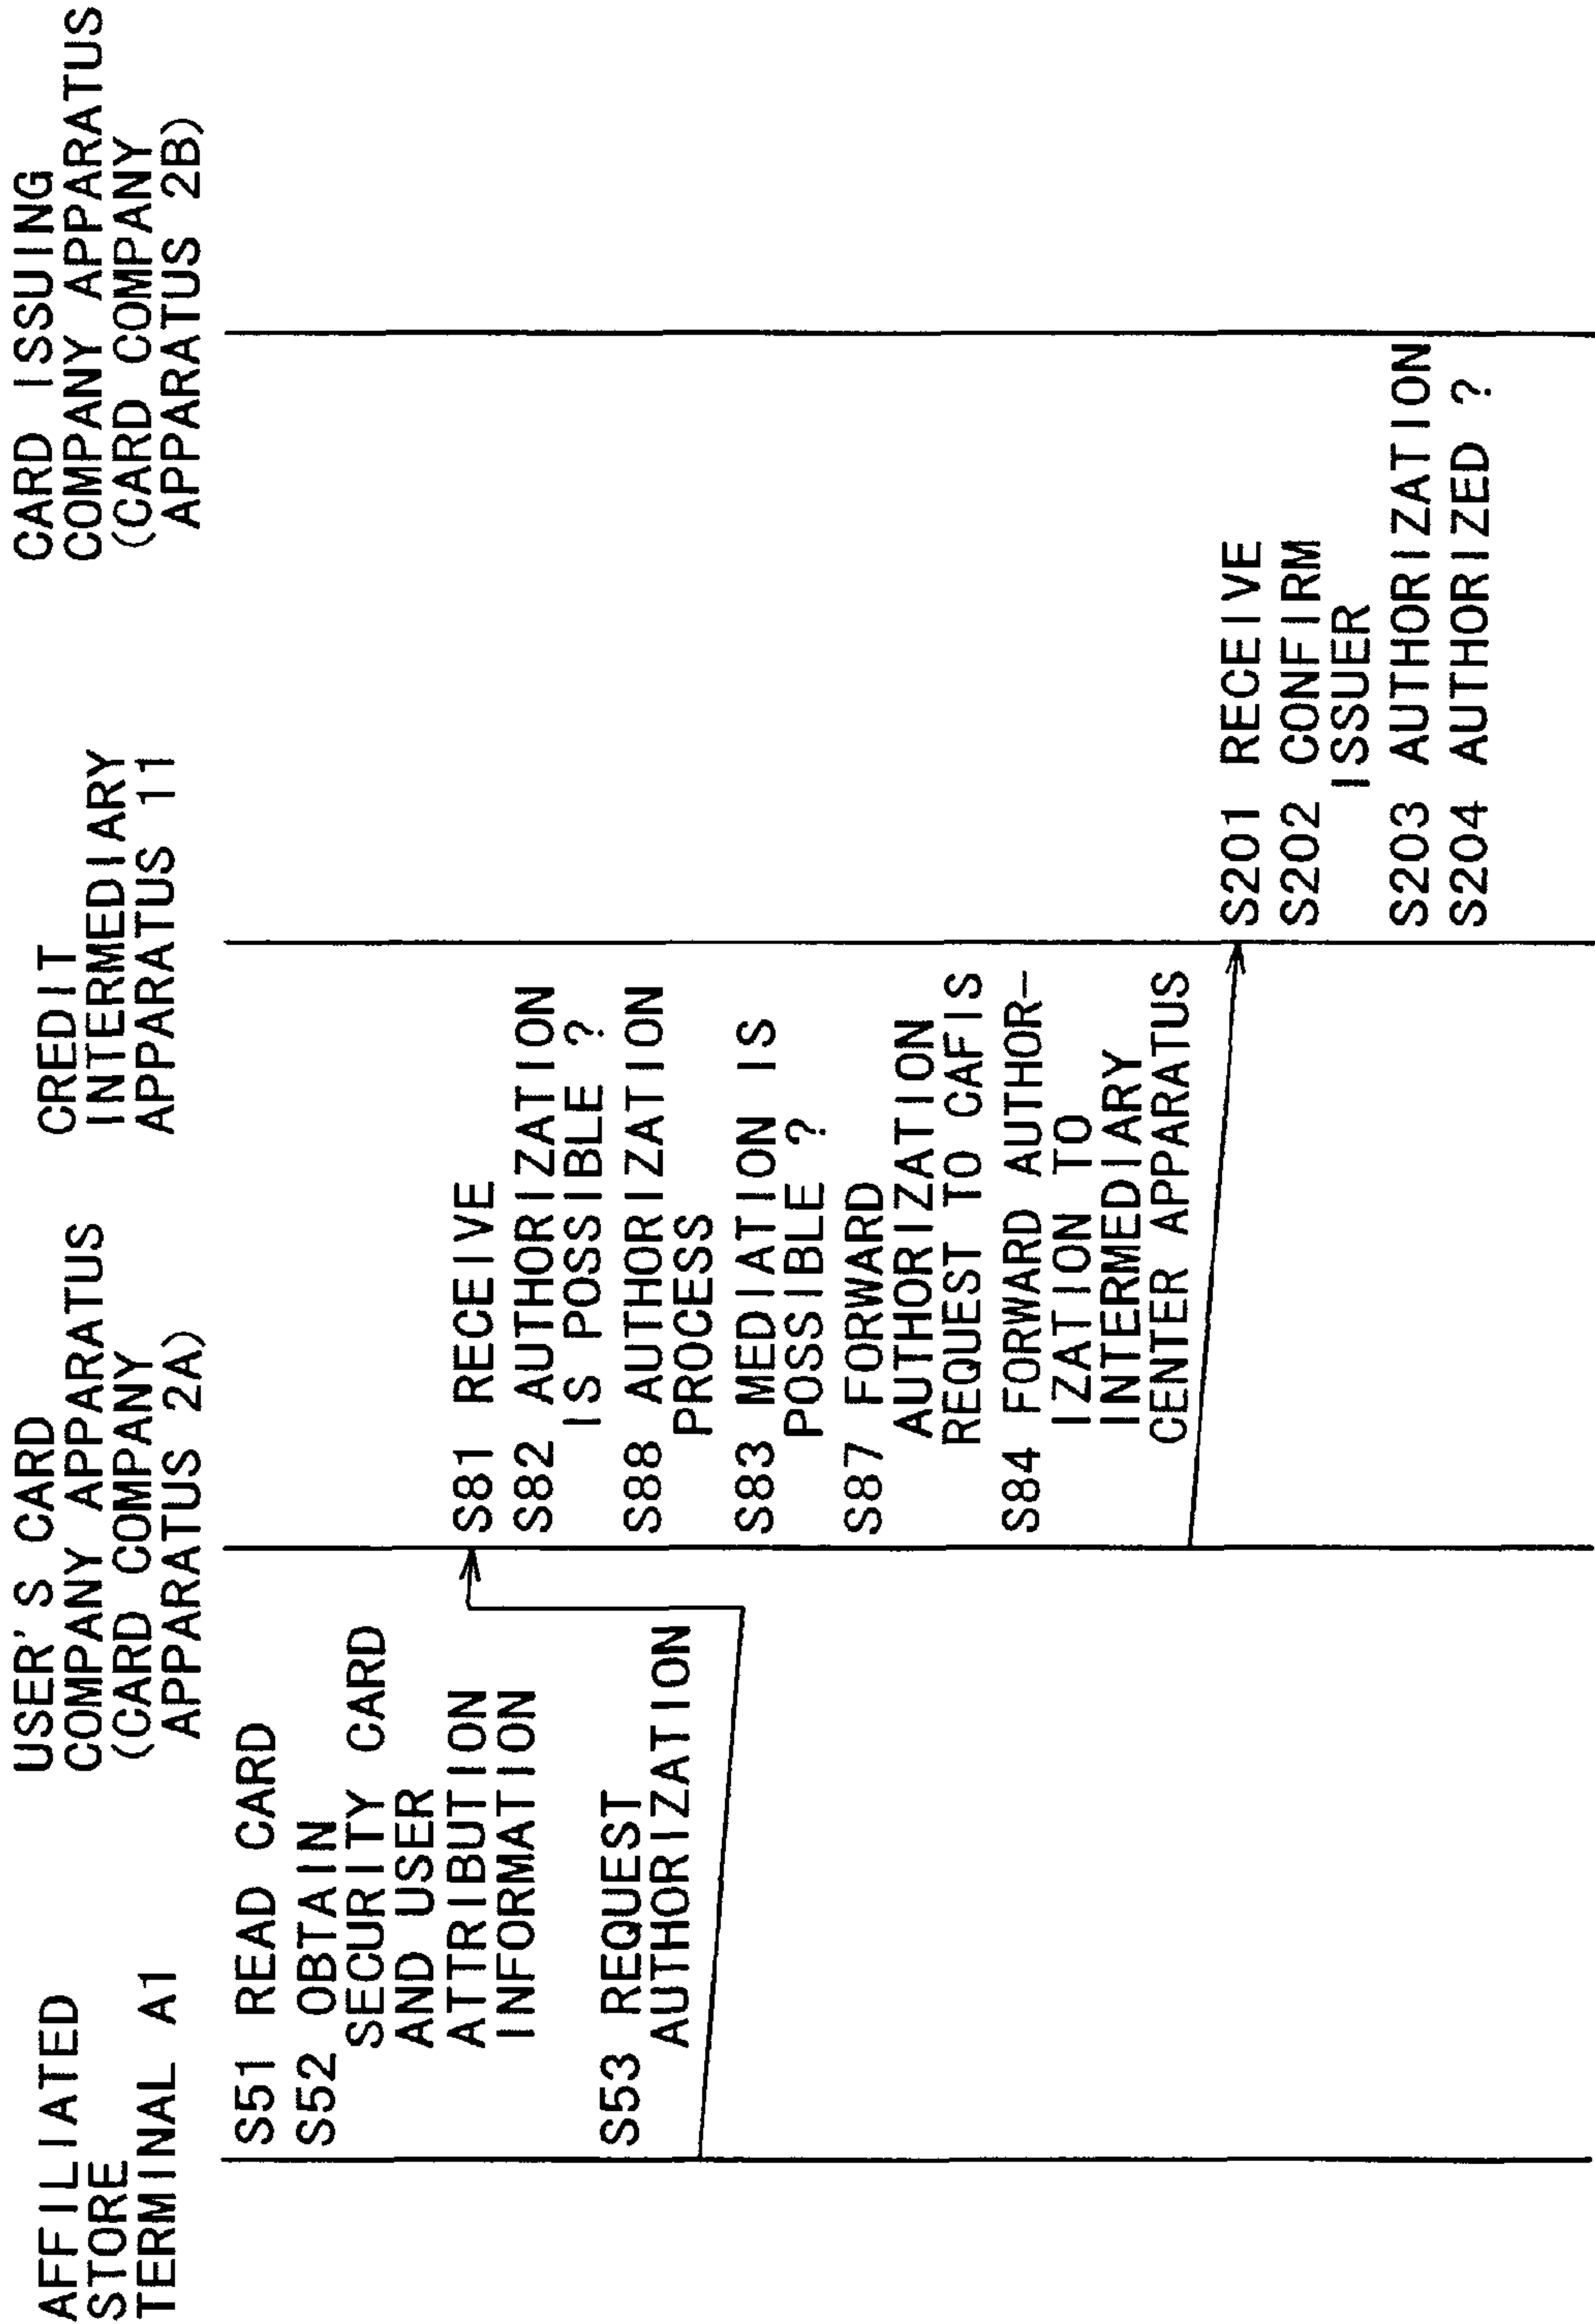 AFFILIATED
STORE
TERMINAL A1
USER'S CARD
COMPANY APPARATUS
(CARD COMPANY
APPARATUS 2A)
CREDIT
INTERMEDIARY
APPARATUS 11
CARD ISSUING
COMPANY APPARATUS
(CARD COMPANY
APPARATUS 2B)
S51 READ CARD
S52 OBTAIN
SECURITY CARD
AND USER
ATTRIBUTION
INFORMATION
S53 REQUEST
AUTHORIZATION
S81 RECEIVE
S82 AUTHORIZATION
IS POSSIBLE ?
S88 AUTHORIZATION
PROCESS
S83 MEDIATION IS
POSSIBLE ?
S87 FORWARD
AUTHORIZATION
REQUEST TO CAFIS
S84 FORWARD AUTHOR-
IZATION TO
INTERMEDIARY
CENTER APPARATUS
S201 RECEIVE
S202 CONFIRM
ISSUER
S203 AUTHORIZATION
S204 AUTHORIZED ?